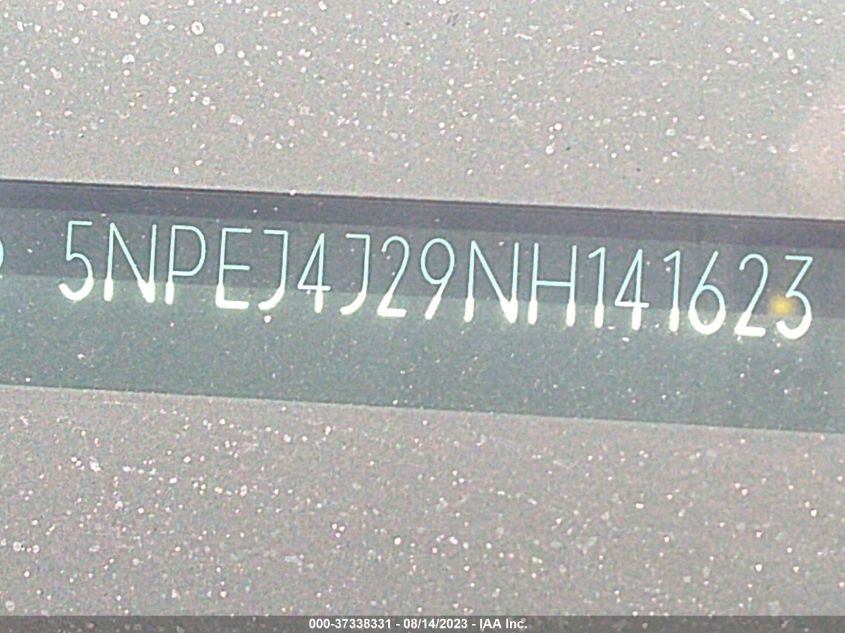 5NPEJ4J29NH141623
000-37338331 - 08/14/2023 - IAA Inc.